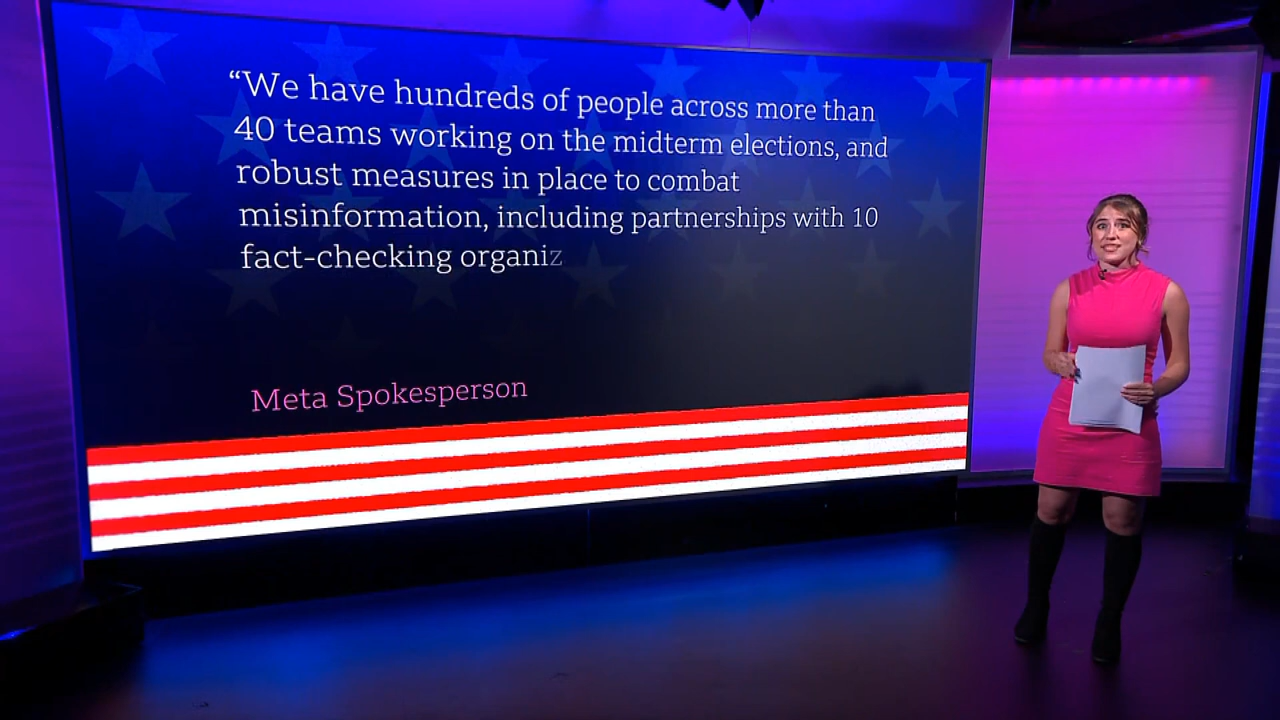 “We have hundreds of people across more than
40 teams working on the midterm elections, and
robust measures in place to combat
misinformation, including partnerships with 10
fact-checking organiz
Meta Spokesperson